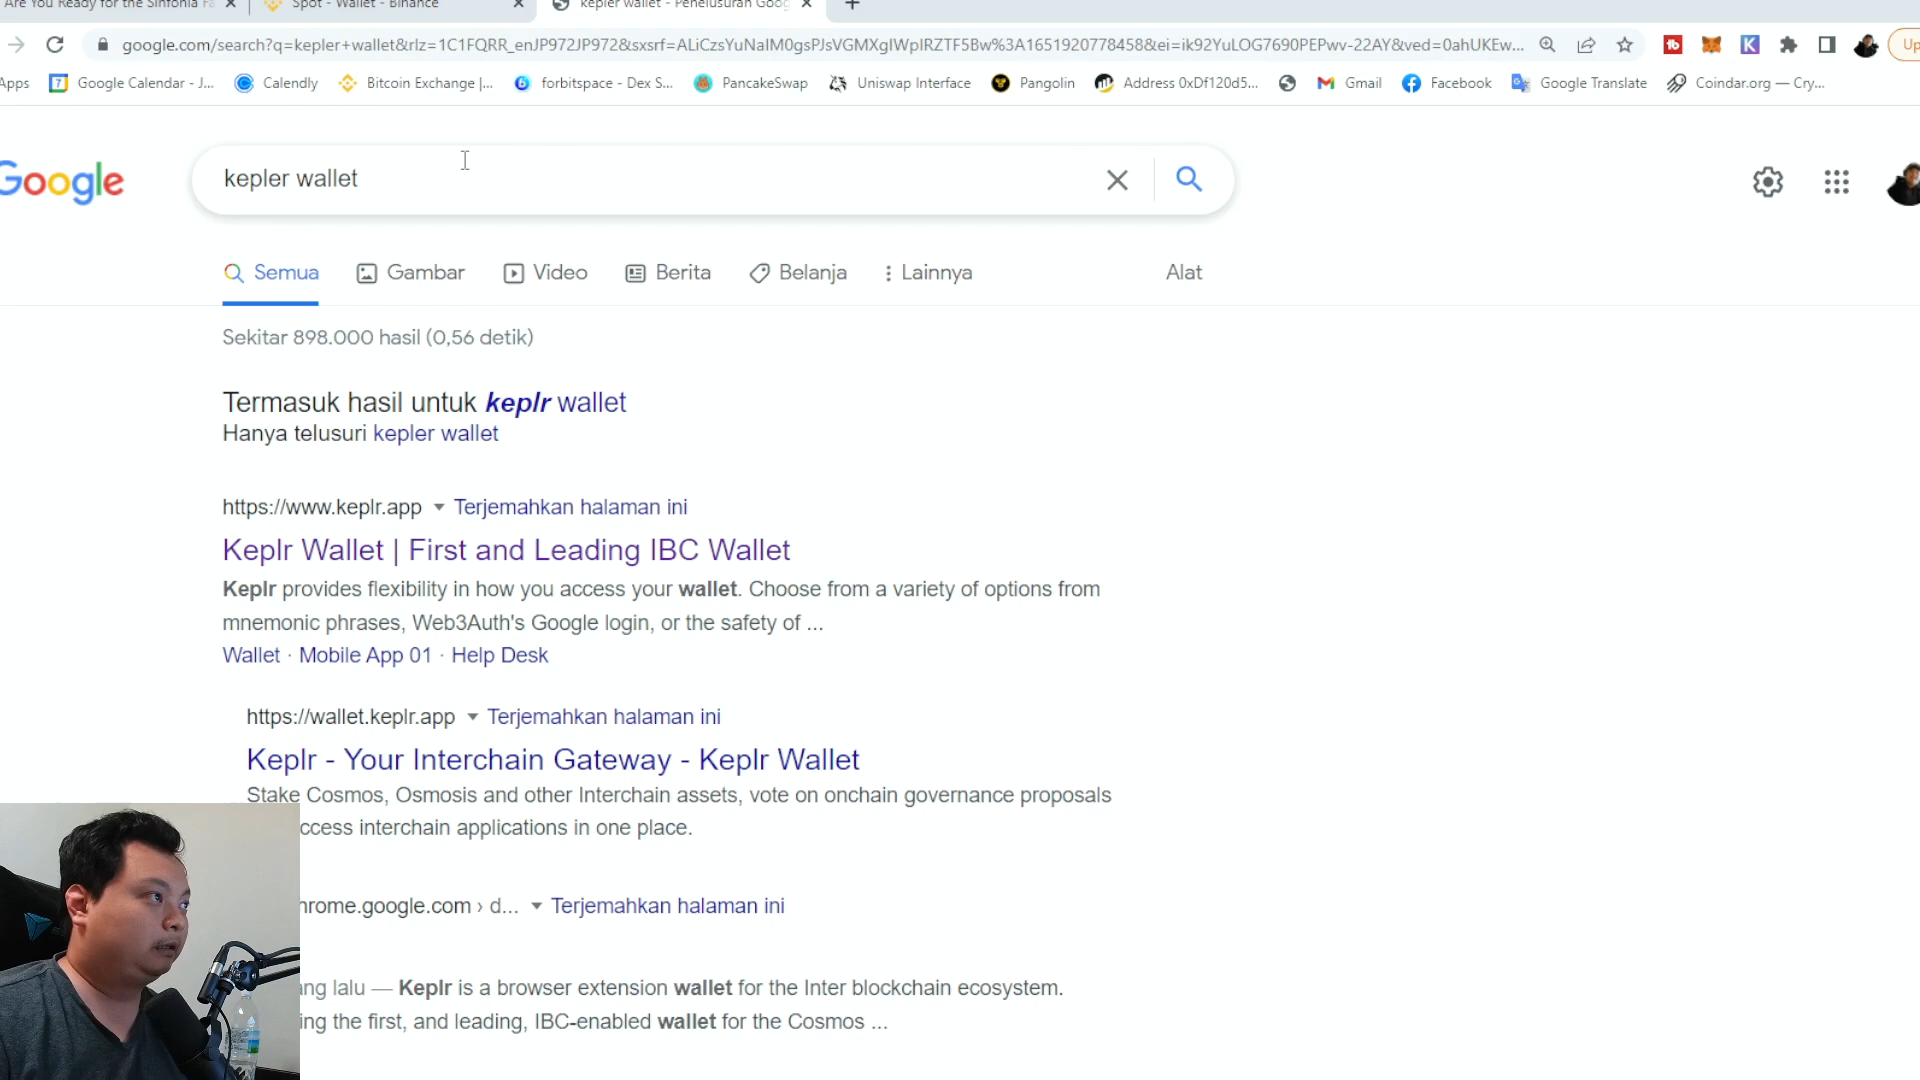 Are You Ready for the Sinfonia Fa
Spot - Wallet - Binance
kepler wallet - Penelusuran Goog
google.com/search?q=kepler+wallet&rlz=1C1FQRR_enJP972JP972&sxsrf=ALiCzsYuNaIM0gsPJsVGMXgIWpIRZTF5Bw%3A1651920778458&ei=ik92YuLOG7690PEPwv-22AY&ved=0ahUKEw...
Up
Apps
Google Calendar - J...
Calendly
Bitcoin Exchange |...
forbitspace - Dex S...
PancakeSwap
Uniswap Interface
Pangolin
Address 0xDf120d5...
Gmail
Facebook
Google Translate
Coindar.org — Cry...
Google
kepler wallet
Semua
Gambar
Video
Berita
Belanja
Lainnya
Alat
Sekitar 898.000 hasil (0,56 detik)
Termasuk hasil untuk keplr wallet
Hanya telusuri kepler wallet
https://www.keplr.app Terjemahkan halaman ini
Keplr Wallet | First and Leading IBC Wallet
Keplr provides flexibility in how you access your wallet. Choose from a variety of options from
mnemonic phrases, Web3Auth's Google login, or the safety of ...
Wallet · Mobile App 01 · Help Desk
https://wallet.keplr.app Terjemahkan halaman ini
Keplr - Your Interchain Gateway - Keplr Wallet
Stake Cosmos, Osmosis and other Interchain assets, vote on onchain governance proposals
ccess interchain applications in one place.
hrome.google.com › d... Terjemahkan halaman ini
ang lalu — Keplr is a browser extension wallet for the Inter blockchain ecosystem.
ing the first, and leading, IBC-enabled wallet for the Cosmos ...